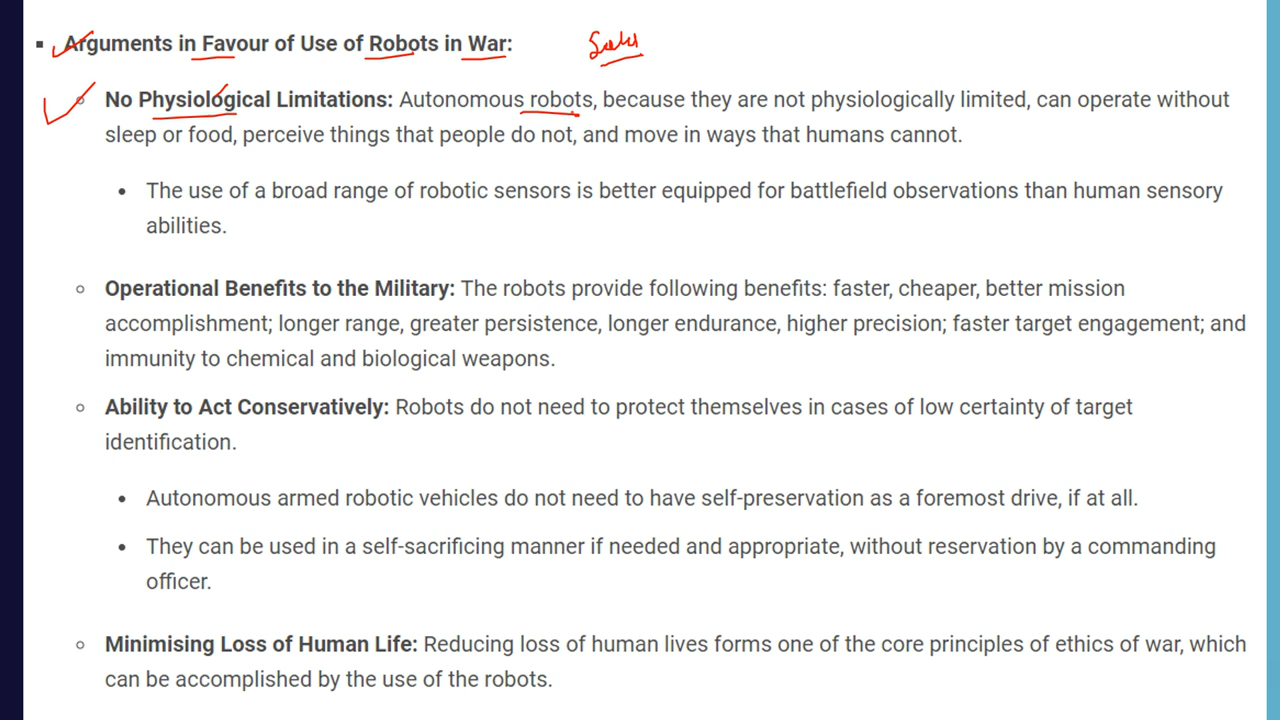 ▪ Arguments in Favour of Use of Robots in War:
○ No Physiological Limitations: Autonomous robots, because they are not physiologically limited, can operate without
sleep or food, perceive things that people do not, and move in ways that humans cannot.
• The use of a broad range of robotic sensors is better equipped for battlefield observations than human sensory
abilities.
○ Operational Benefits to the Military: The robots provide following benefits: faster, cheaper, better mission
accomplishment; longer range, greater persistence, longer endurance, higher precision; faster target engagement; and
immunity to chemical and biological weapons.
○ Ability to Act Conservatively: Robots do not need to protect themselves in cases of low certainty of target
identification.
• Autonomous armed robotic vehicles do not need to have self-preservation as a foremost drive, if at all.
• They can be used in a self-sacrificing manner if needed and appropriate, without reservation by a commanding
officer.
○ Minimising Loss of Human Life: Reducing loss of human lives forms one of the core principles of ethics of war, which
can be accomplished by the use of the robots.